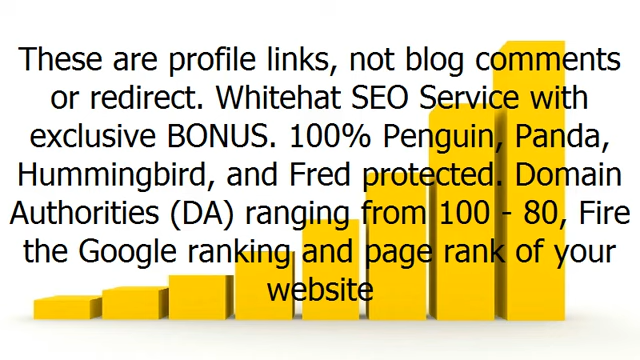 These are profile links, not blog comments
or redirect. Whitehat SEO Service with
exclusive BONUS. 100% Penguin, Panda,
Hummingbird, and Fred protected. Domain
Authorities (DA) ranging from 100 - 80, Fire
the Google ranking and page rank of your
website